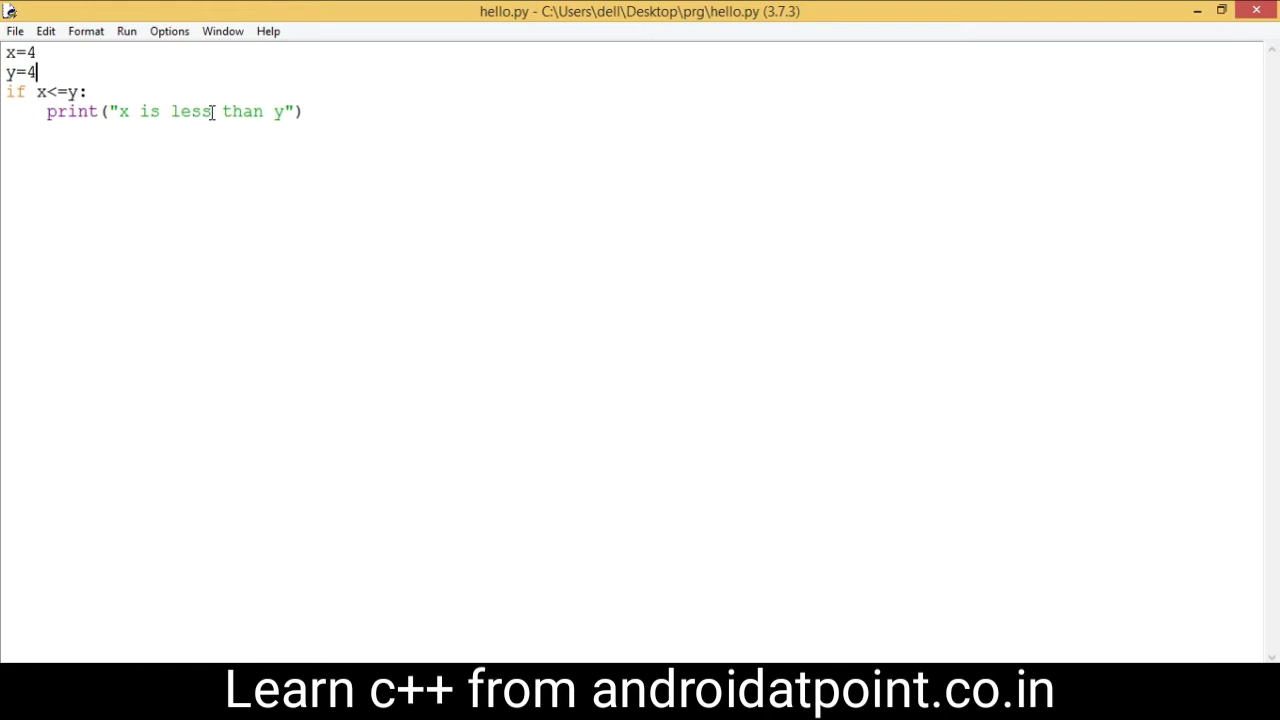 hello.py - C:\Users\dell\Desktop\prg\hello.py (3.7.3)
File Edit Format Run Options Window Help
x=4
y=4
if x<=y:
    print("x is less than y")
Learn c++ from androidatpoint.co.in